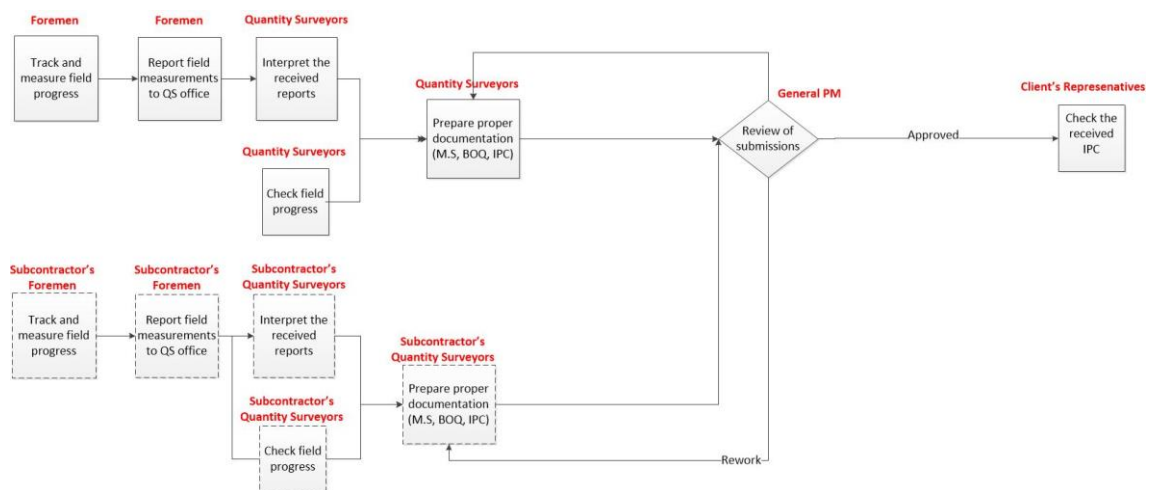 Foremen
Track and
measure field
progress
Foremen
Report field
measurements
to QS office
Quantity Surveyors
Interpret the
received
reports
Quantity Surveyors
Check field
progress
Quantity Surveyors
Prepare proper
documentation
(M.S, BOQ, IPC)
General PM
Review of
submissions
Approved
Client's Represenatives
Check the
received
IPC
Subcontractor's
Foremen
Track and
measure field
progress
Subcontractor's
Foremen
Report field
measurements
to QS office
Subcontractor's
Quantity Surveyors
Interpret the
received
reports
Subcontractor's
Quantity Surveyors
Check field
progress
Subcontractor's
Quantity Surveyors
Prepare proper
documentation
(M.S, BOQ, IPC)
Rework